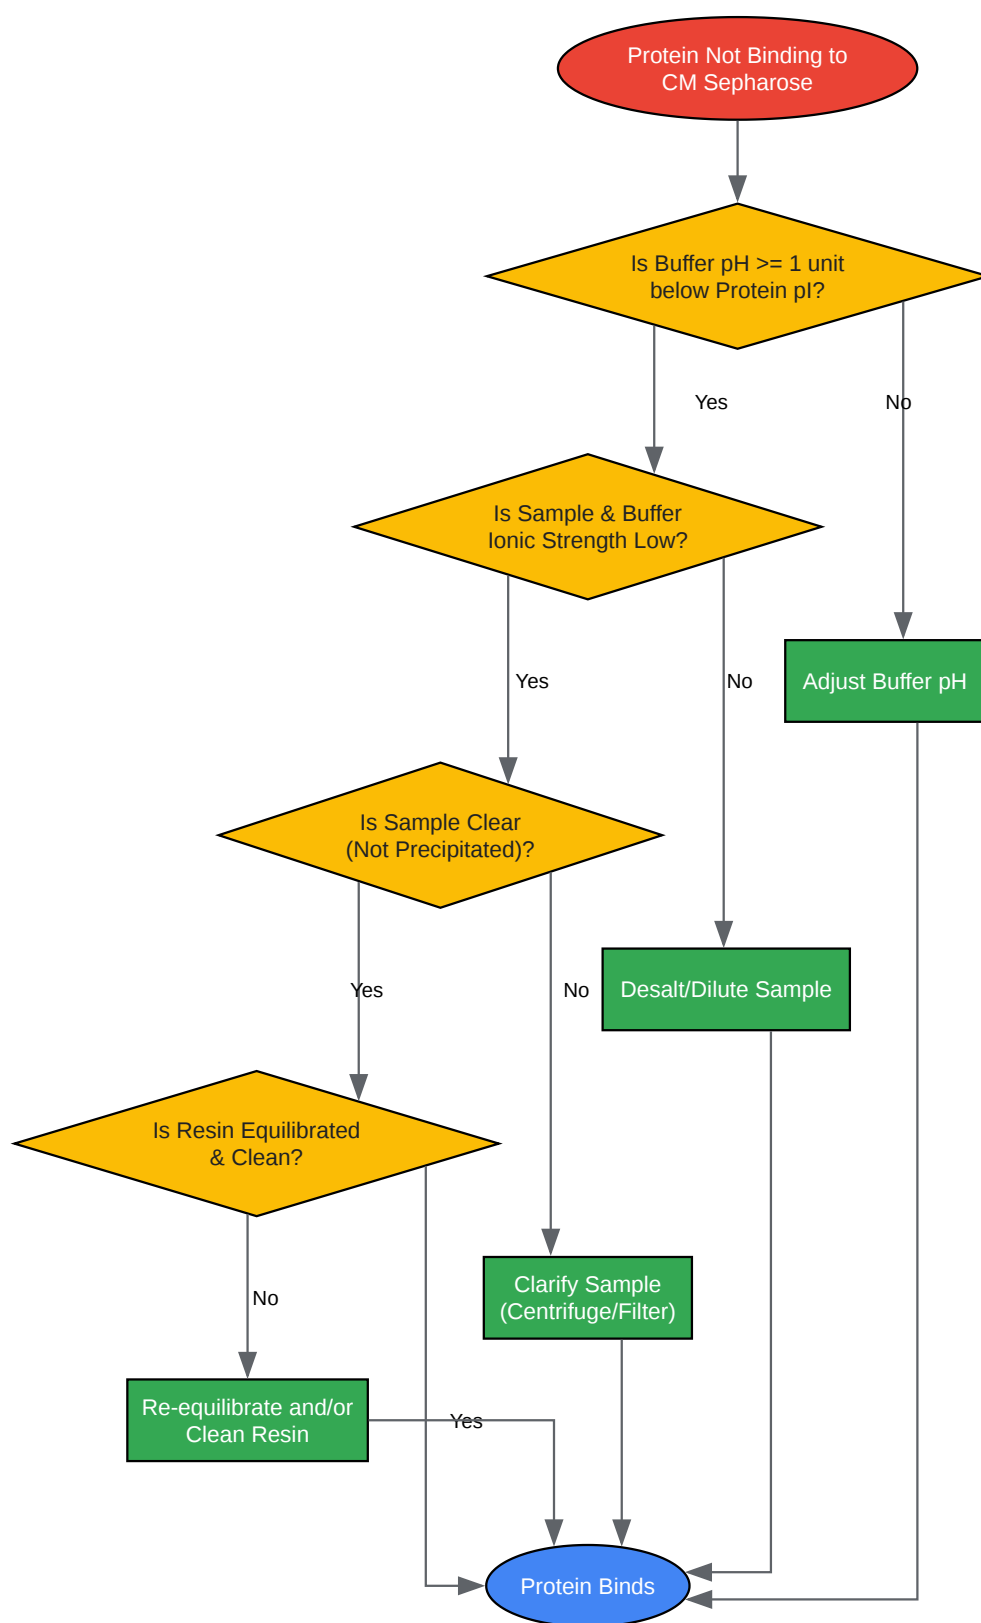 Protein Not Binding to
CM Sepharose
Is Buffer pH >= 1 unit
below Protein pI?
Yes
No
Is Sample & Buffer
Ionic Strength Low?
Yes
No
Adjust Buffer pH
Is Sample Clear
(Not Precipitated)?
Yes
No
Desalt/Dilute Sample
Is Resin Equilibrated
& Clean?
No
Clarify Sample
(Centrifuge/Filter)
Re-equilibrate and/or
Clean Resin
Yes
Protein Binds